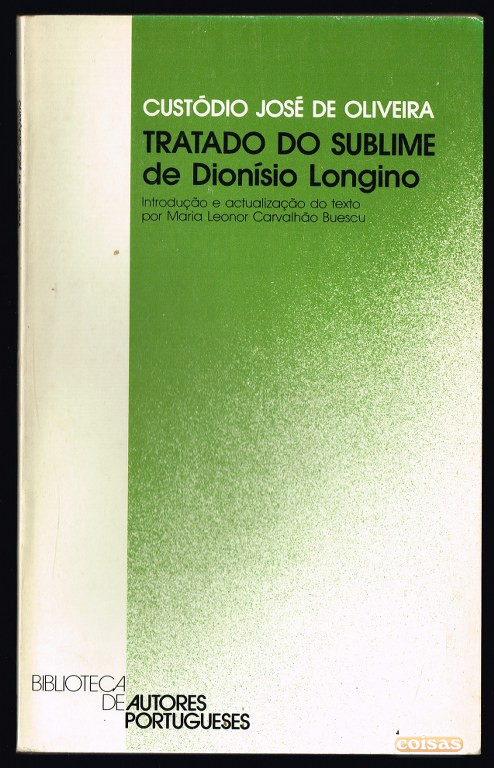 CUSTÓDIO JOSÉ DE OLIVEIRA
TRATADO DO SUBLIME
de Dionísio Longino
Introdução e actualização do texto
por Maria Leonor Carvalhão Buescu
BIBLIOTECA
DE AUTORES
PORTUGUESES
coisas